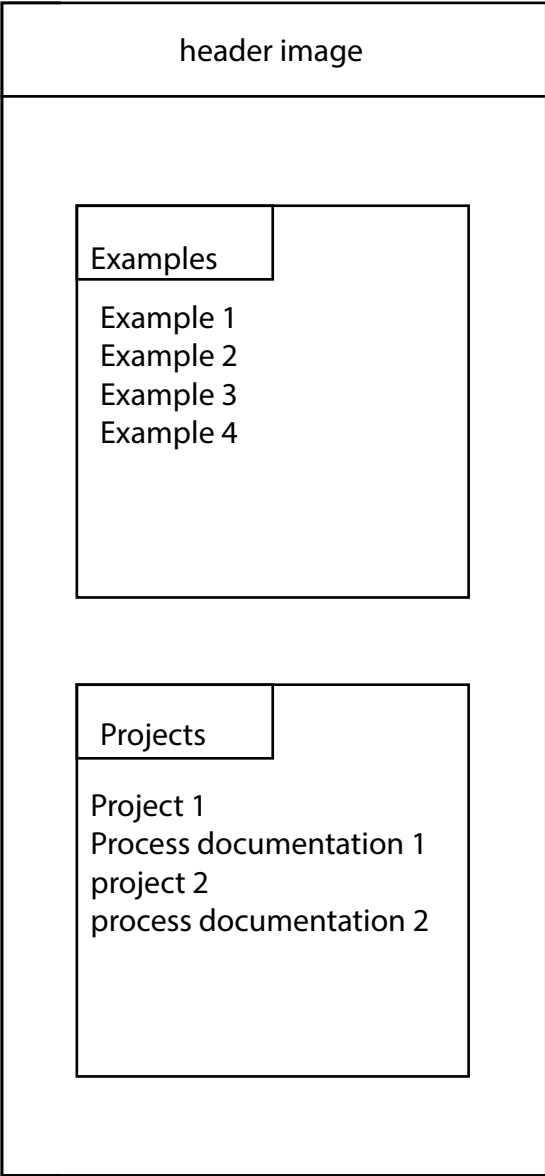 header image
Examples
Example 1
Example 2
Example 3
Example 4
Projects
Project 1
Process documentation 1
project 2
process documentation 2